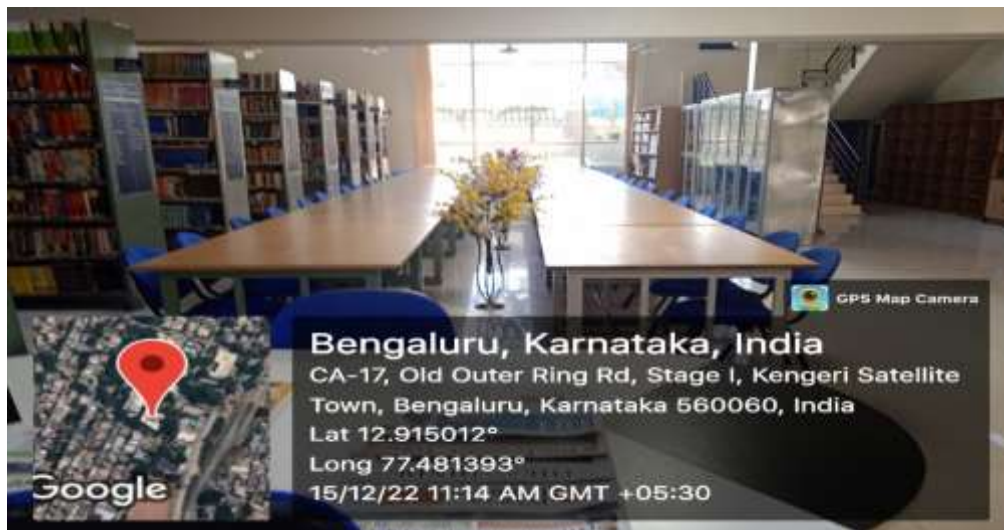 GPS Map Camera
Bengaluru, Karnataka, India
CA-17, Old Outer Ring Rd, Stage I, Kengeri Satellite
Town, Bengaluru, Karnataka 560060, India
Lat 12.915012°
Long 77.481393°
15/12/22 11:14 AM GMT +05:30
Google